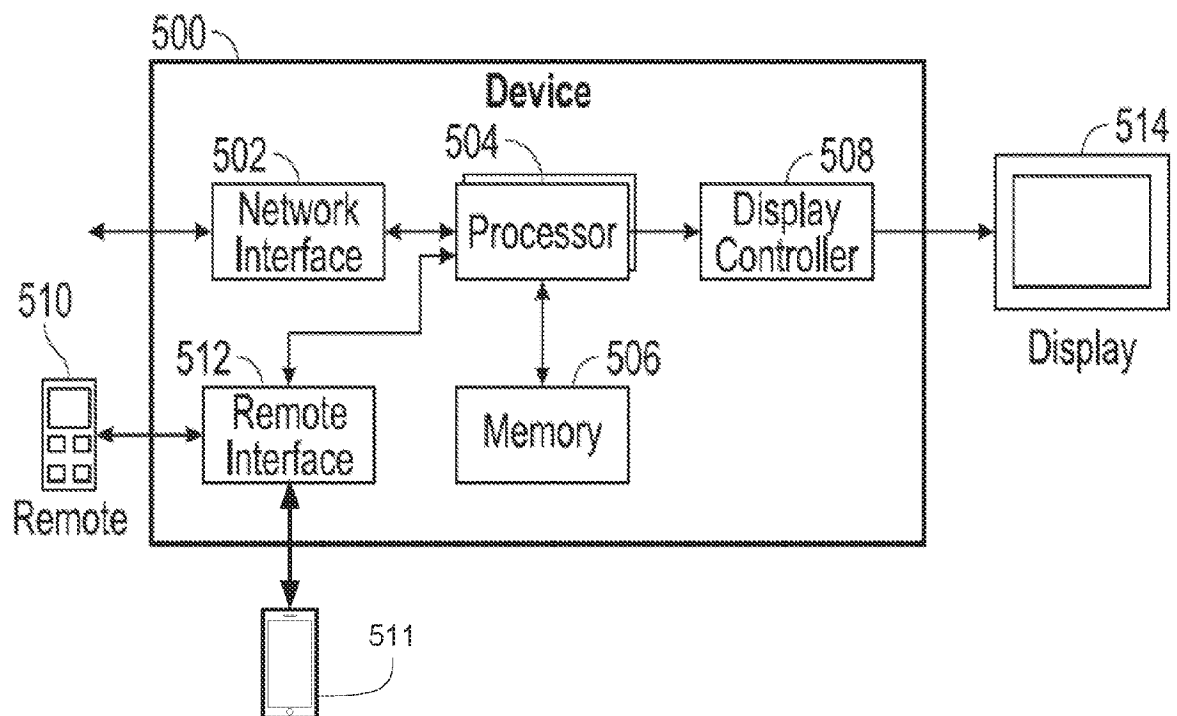 500
Device
502
504
508
514
Network
Interface
Processor
Display
Controller
510
512
506
Display
Remote
Interface
Memory
Remote
511